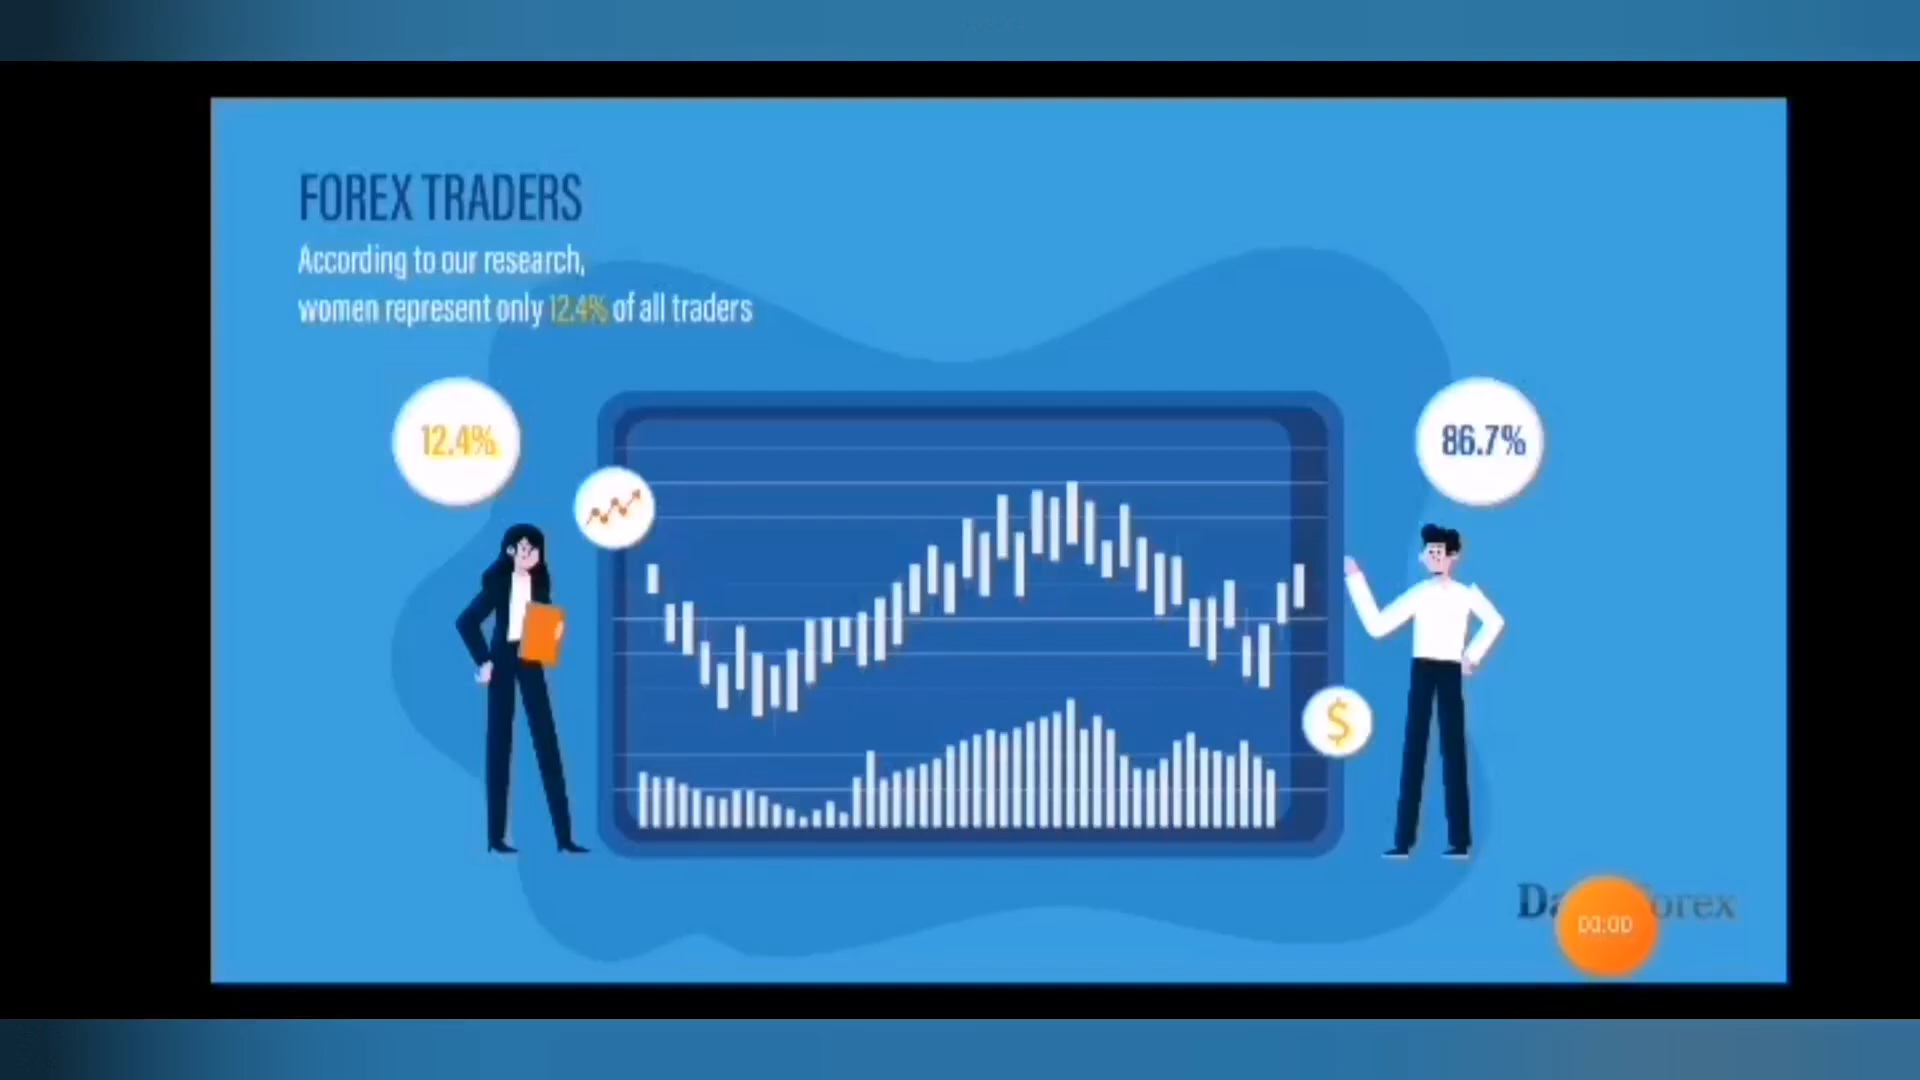 FOREX TRADERS
According to our research,
women represent only 12.4% of all traders
12.4%
86.7%
$
00:00